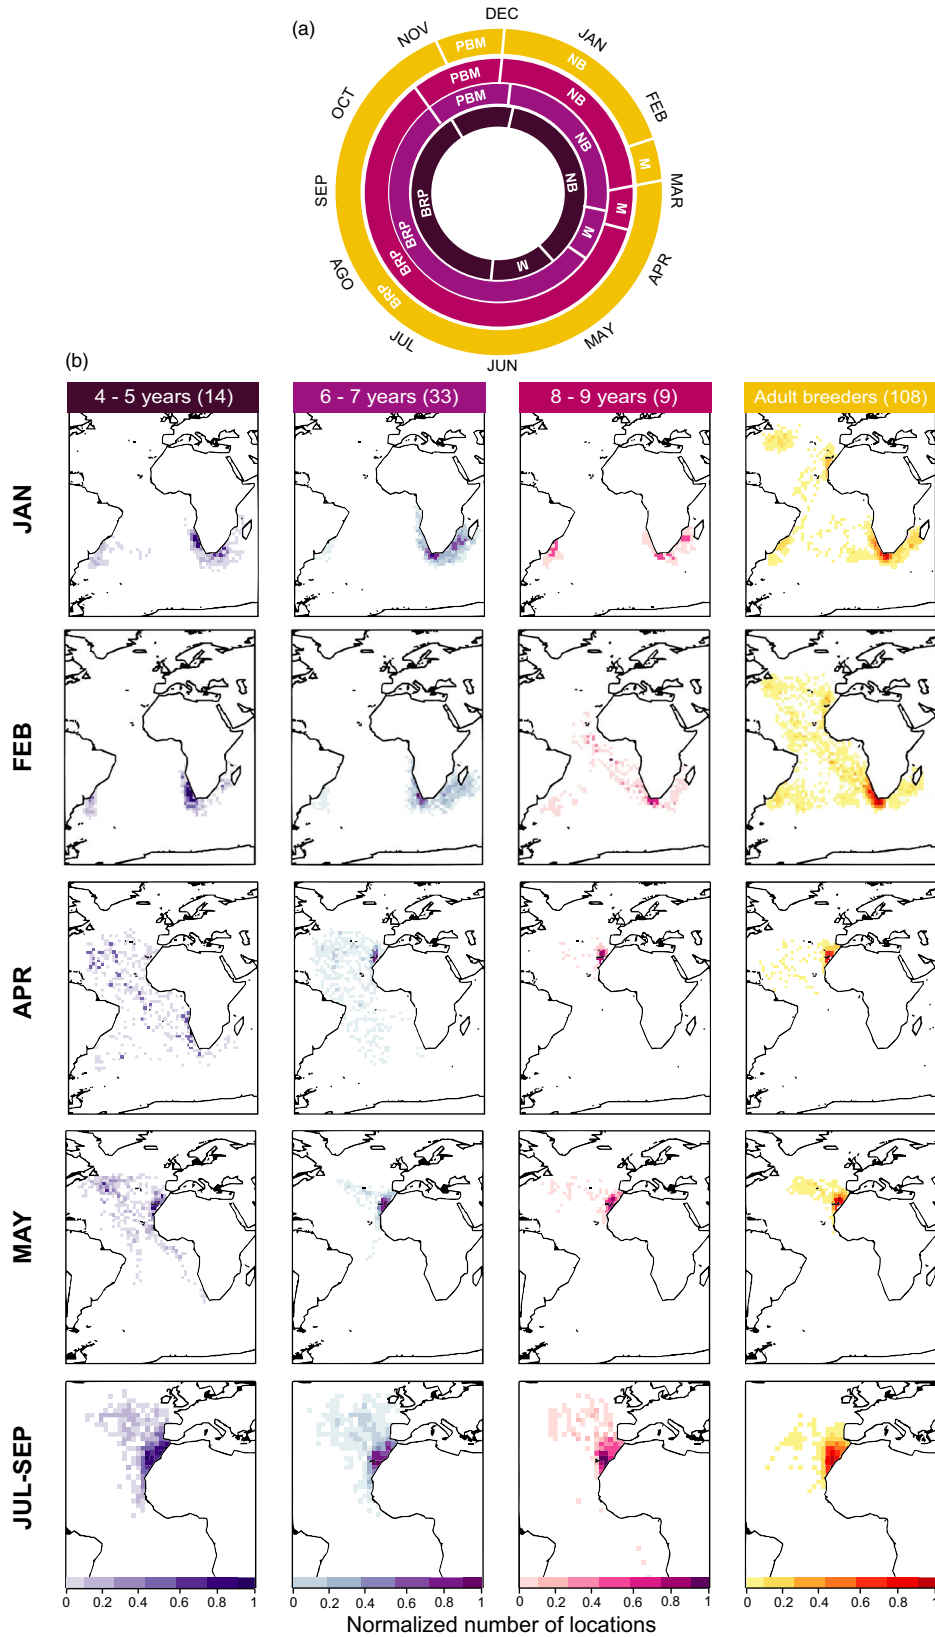 (a)
DEC
NOV
JAN
OCT
FEB
SEP
MAR
AGO
APR
JUL
MAY
JUN
PBM
NB
M
BRP
PBM
NB
M
BRP
PBM
NB
M
BRP
NB
M
BRP
(b)
4 - 5 years (14)
6 - 7 years (33)
8 - 9 years (9)
Adult breeders (108)
JAN
FEB
APR
MAY
JUL-SEP
0 0.2 0.4 0.6 0.8 1
0 0.2 0.4 0.6 0.8 1
0 0.2 0.4 0.6 0.8 1
0 0.2 0.4 0.6 0.8 1
Normalized number of locations